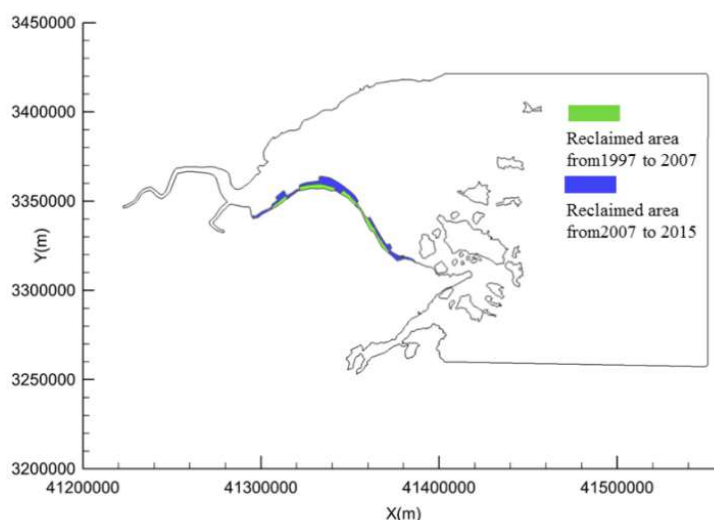 3450000
3400000
Reclaimed area
from1997 to 2007
3350000
Reclaimed area
from2007 to 2015
Y(m)
3300000
3250000
3200000
41200000 41300000 41400000 41500000
X(m)